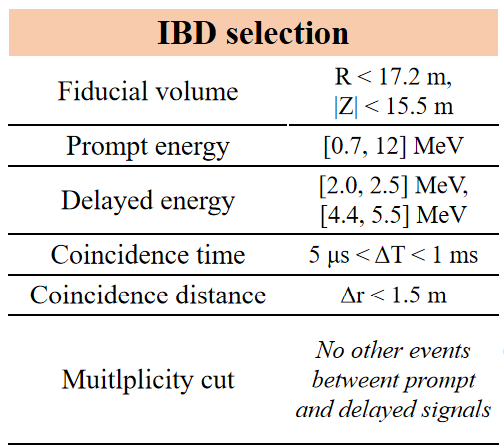 IBD selection
Fiducial volume
R < 17.2 m,
|Z| < 15.5 m
Prompt energy
[0.7, 12] MeV
Delayed energy
[2.0, 2.5] MeV,
[4.4, 5.5] MeV
Coincidence time
5 μs < ΔT < 1 ms
Coincidence distance
Δr < 1.5 m
Muitlplicity cut
No other events
betweent prompt
and delayed signals